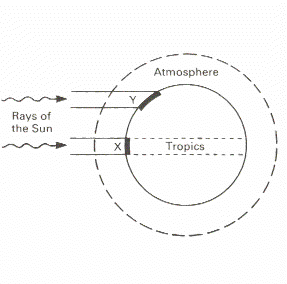 Atmosphere
Y
Rays of
the Sun
X
Tropics